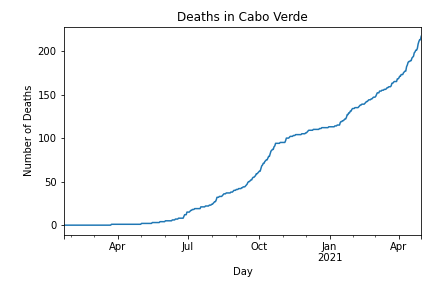 Deaths in Cabo Verde
Number of Deaths
200
150
100
50
0
Apr
Jul
Oct
Jan
2021
Apr
Day